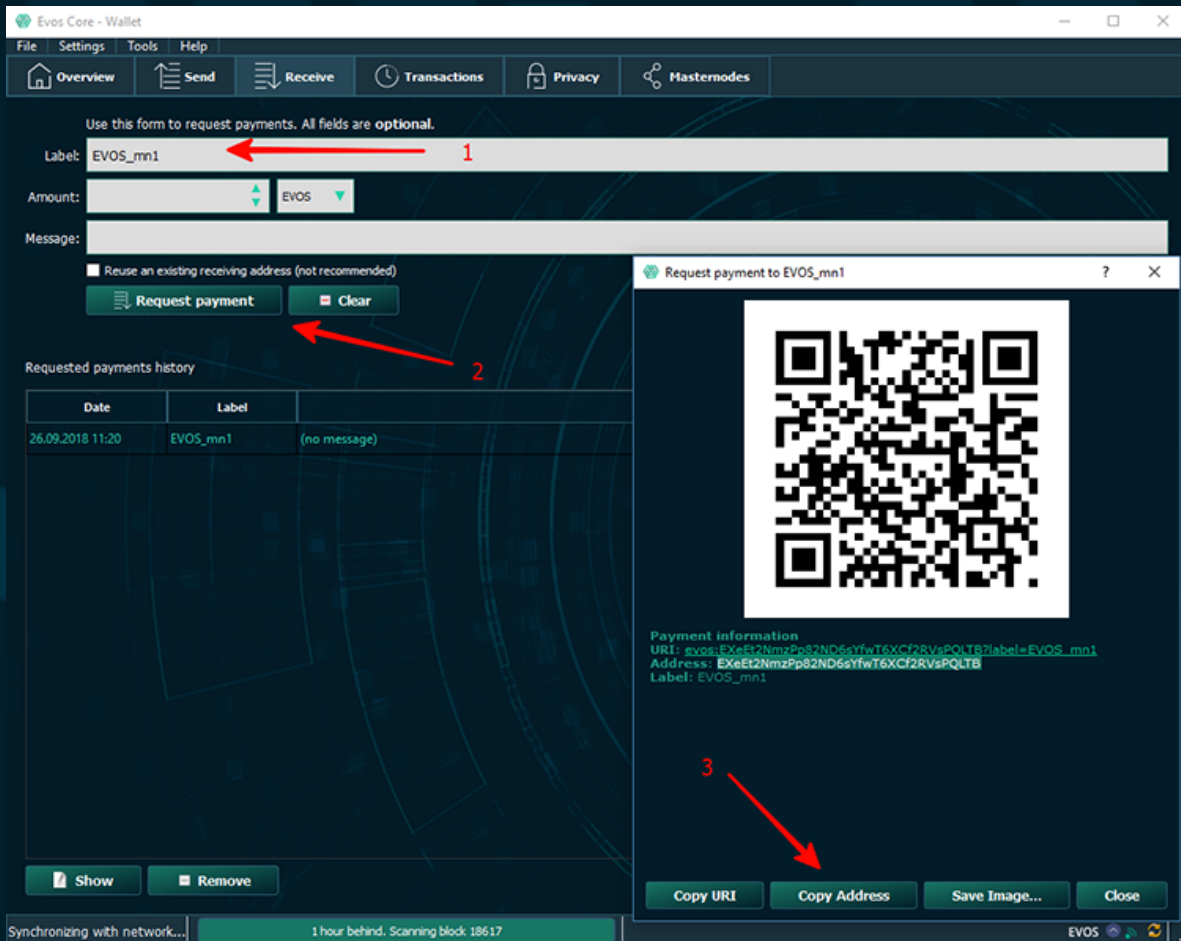 Evos Core - Wallet
File Settings Tools Help
Overview Send Receive Transactions Privacy Masternodes
Use this form to request payments. All fields are optional.
Label: EVOS_mn1
1
Amount: EVOS
Message:
Reuse an existing receiving address (not recommended)
Request payment Clear
2
Requested payments history
Date Label
26.09.2018 11:20 EVOS_mn1 (no message)
Show Remove
Request payment to EVOS_mn1 ?
Payment information
URI: evos:EXeEt2NmzPp82ND6sYfwT6XCf2RVsPQLTB?label=EVOS_mn1
Address: EXeEt2NmzPp82ND6sYfwT6XCf2RVsPQLTB
Label: EVOS_mn1
3
Copy URI Copy Address Save Image... Close
Synchronizing with network... 1 hour behind. Scanning block 18617 EVOS